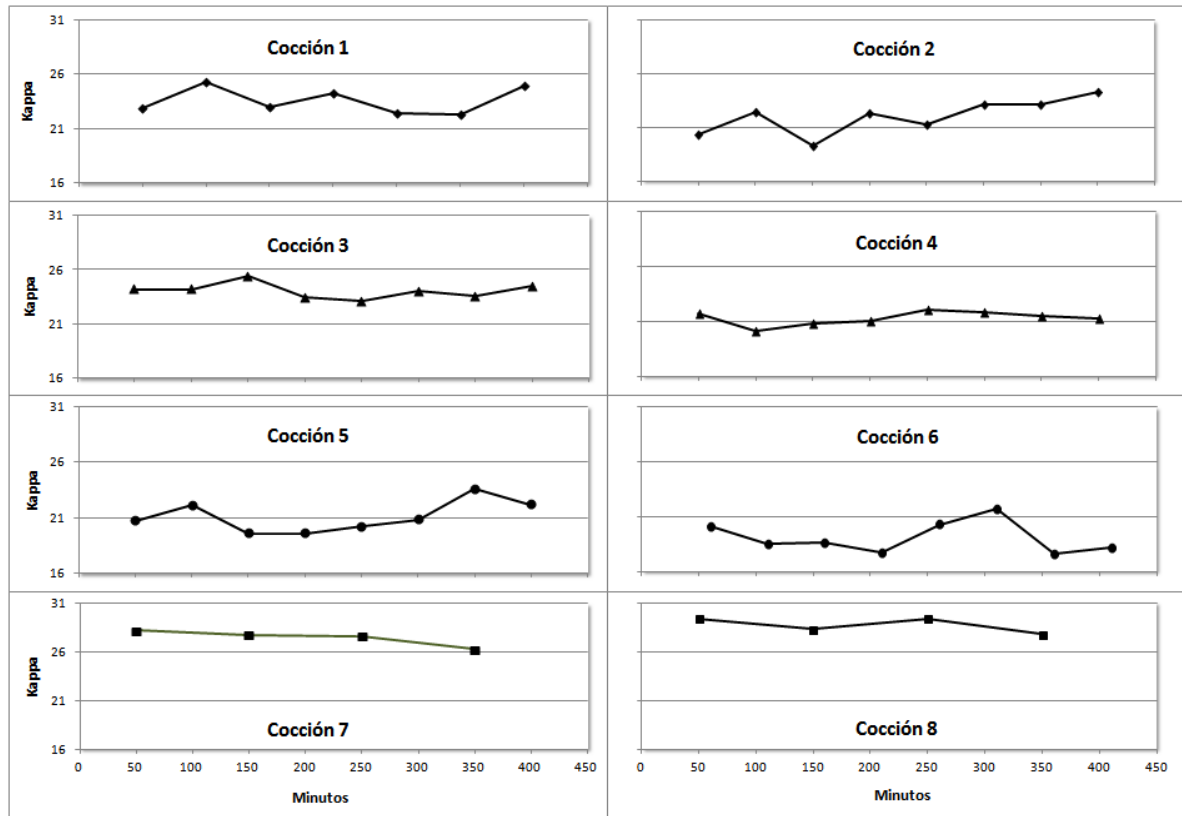 31
Cocción 1
26
Kappa
21
16
Cocción 2
31
Cocción 3
26
Kappa
21
16
Cocción 4
31
Cocción 5
26
Kappa
21
16
Cocción 6
31
26
Kappa
21
Cocción 7
16
0 50 100 150 200 250 300 350 400 450
Minutos
Cocción 8
0 50 100 150 200 250 300 350 400 450
Minutos